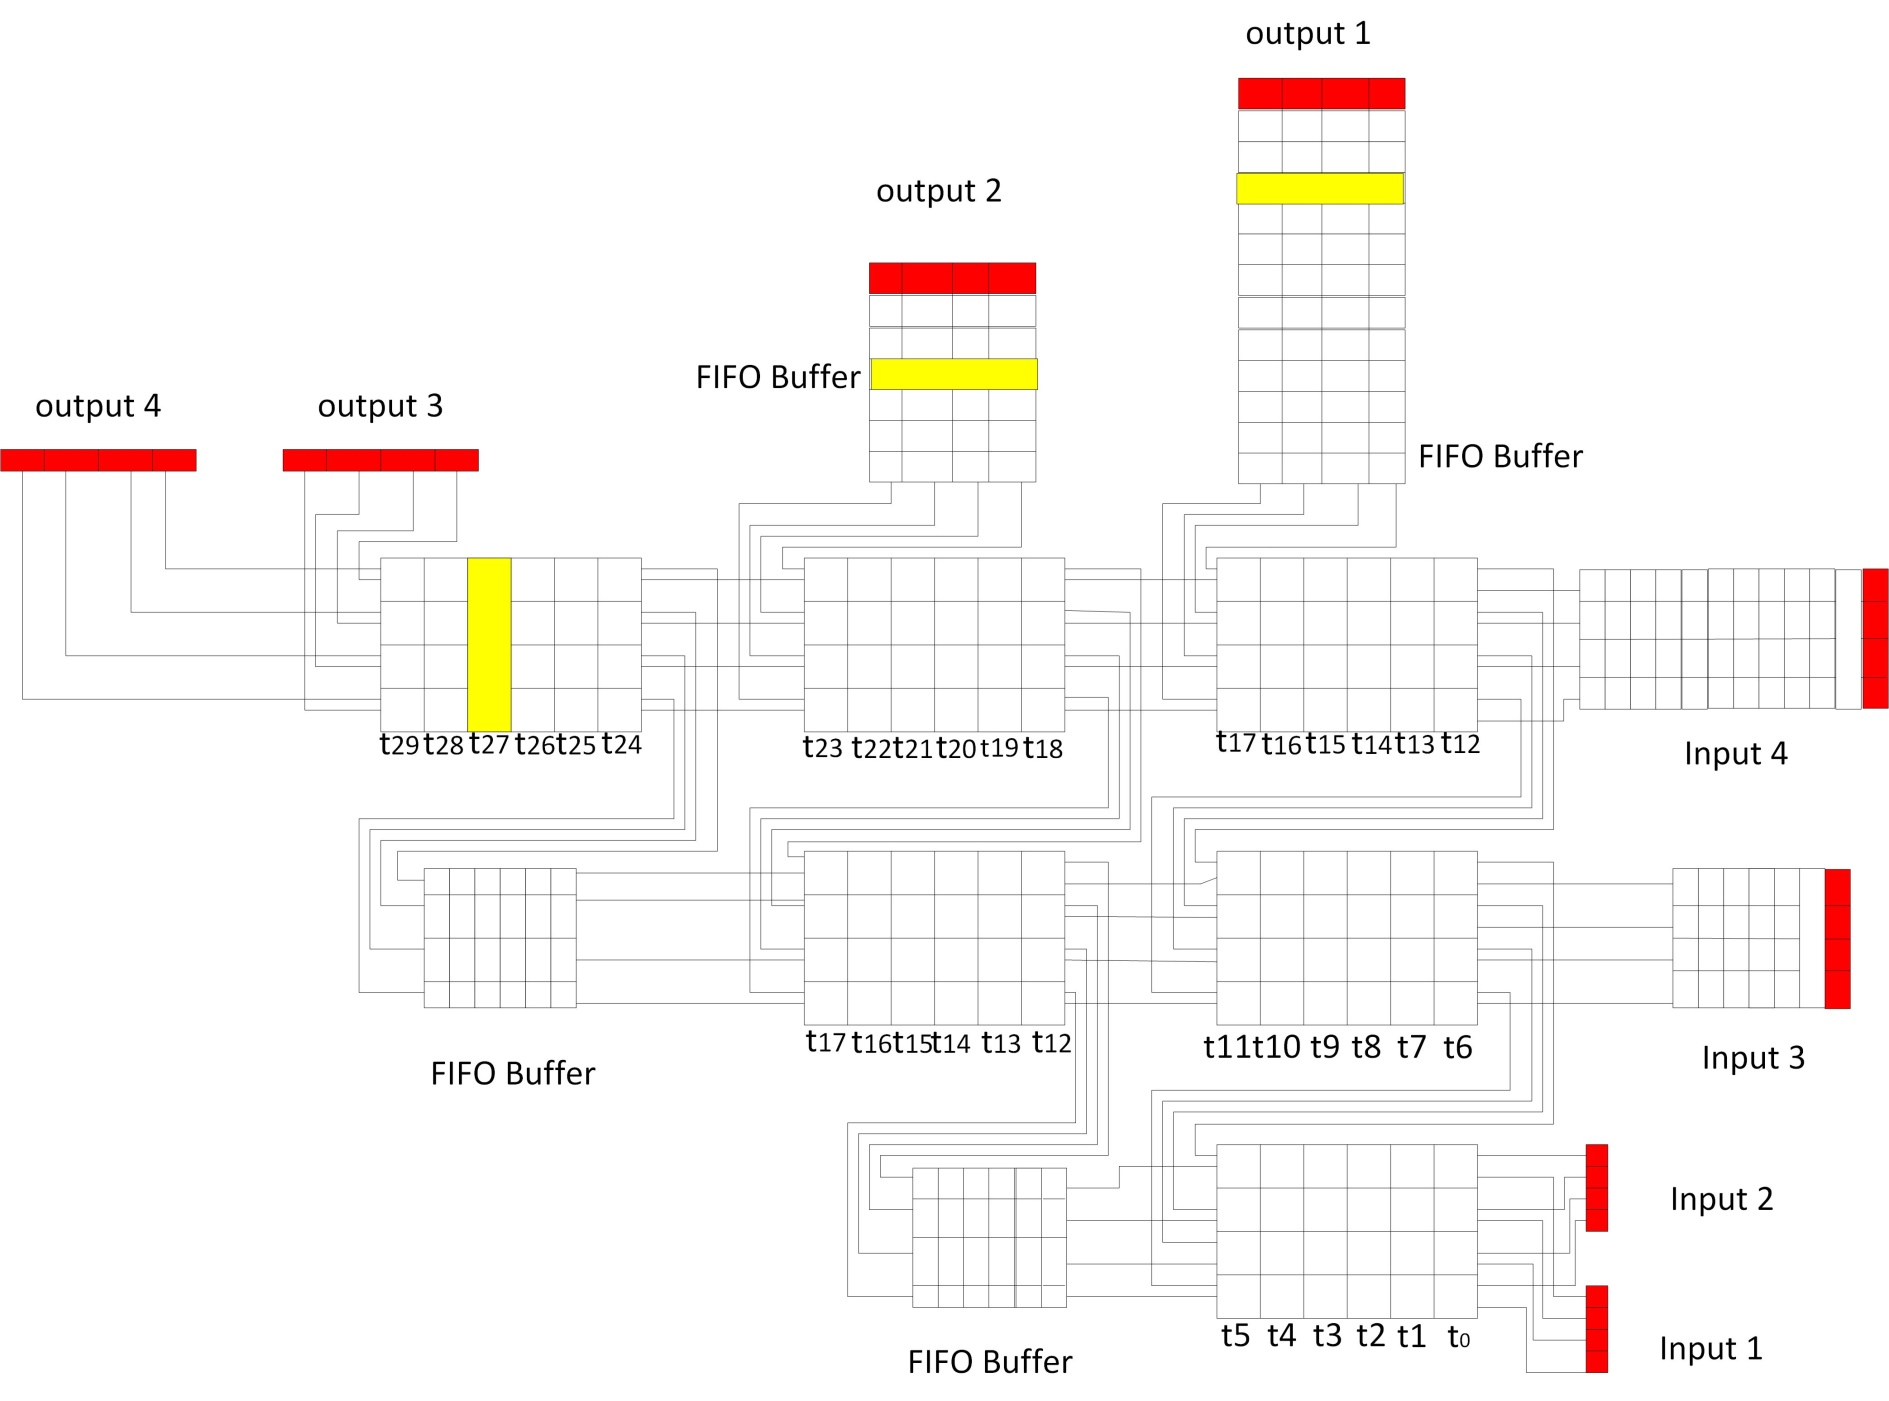 output 1
output 2
FIFO Buffer
output 4
output 3
FIFO Buffer
t29 t28 t27 t26 t25 t24
t23 t22 t21 t20 t19 t18
t17 t16 t15 t14 t13 t12
Input 4
FIFO Buffer
t17 t16 t15 t14 t13 t12
t11 t10 t9 t8 t7 t6
Input 3
Input 2
FIFO Buffer
t5 t4 t3 t2 t1 t0
Input 1